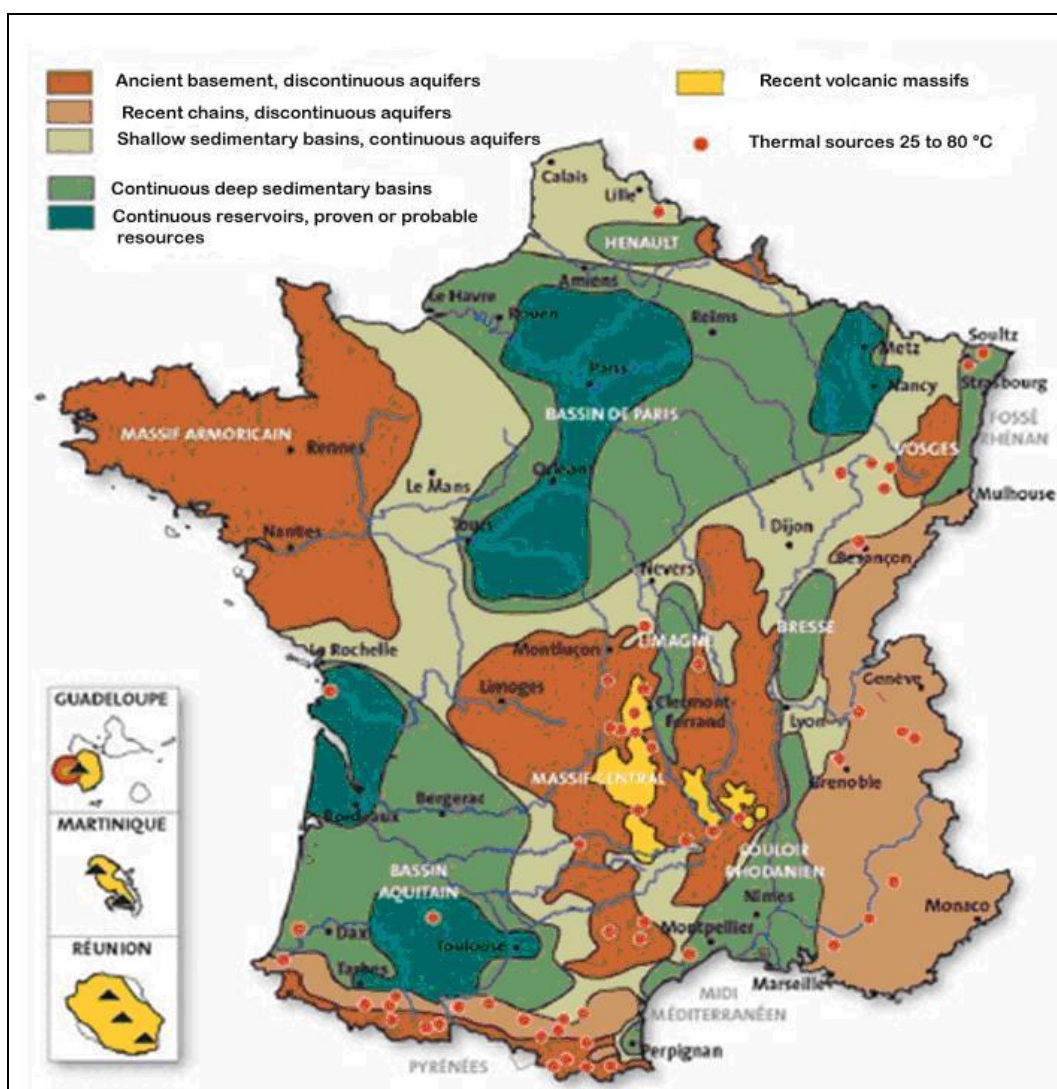 Ancient basement, discontinuous aquifers
Recent chains, discontinuous aquifers
Shallow sedimentary basins, continuous aquifers
Continuous deep sedimentary basins
Continuous reservoirs, proven or probable
resources
Recent volcanic massifs
Thermal sources 25 to 80 °C
Calais
Lille
HENAULT
Amiens
Le Havre
Rouen
Reims
Metz
Soultz
Paris
Nancy
Strasbourg
BASSIN DE PARIS
FOSSÉ
RHÉNAN
MASSIF ARMORICAIN
Rennes
VOSGES
Le Mans
Orléans
Mulhouse
Nantes
Tours
Dijon
Besançon
Nevers
LIMAGNE
BRESSE
La Rochelle
Montluçon
Limoges
Genève
Clermont-
Ferrand
Lyon
MASSIF CENTRAL
Grenoble
Bergerac
Bordeaux
COULOIR
RHODANIEN
BASSIN
AQUITAIN
Nîmes
Monaco
Dax
Toulouse
Montpellier
Tarbes
Marseille
MIDI
MÉDITERRANÉEN
Perpignan
PYRÉNÉES
GUADELOUPE
MARTINIQUE
RÉUNION